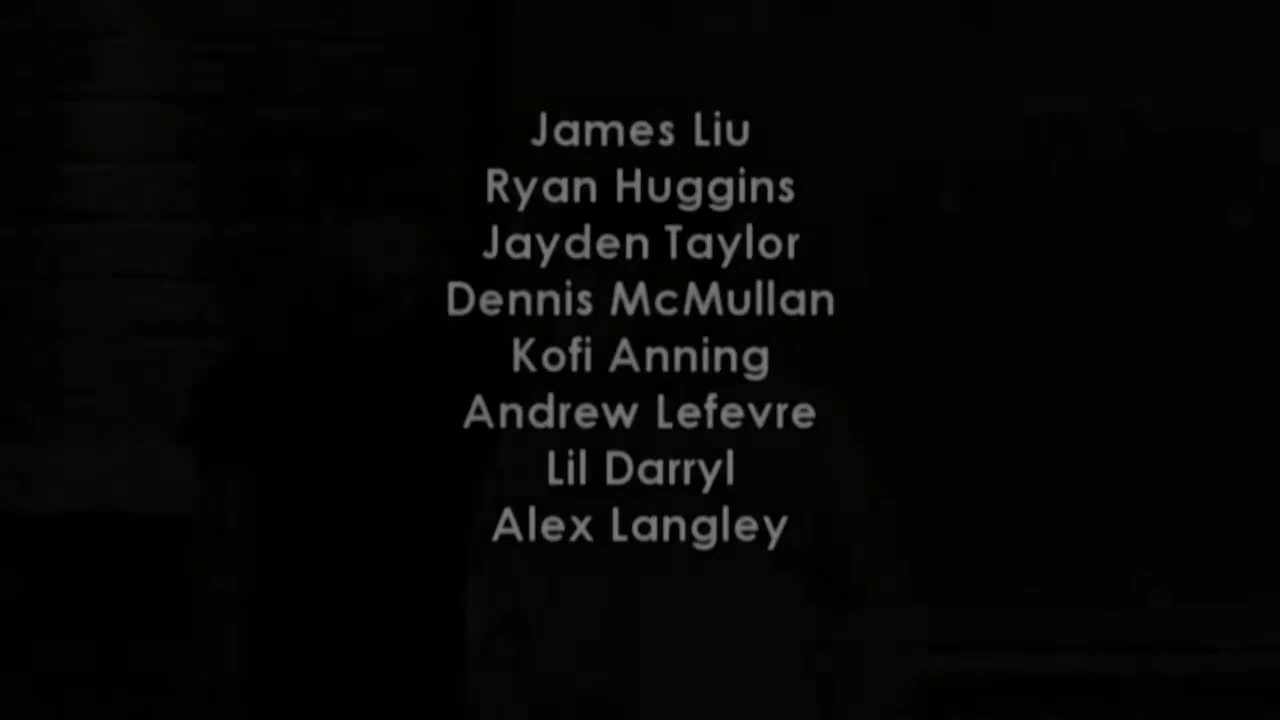 James Liu
Ryan Huggins
Jayden Taylor
Dennis McMullan
Kofi Anning
Andrew Lefevre
Lil Darryl
Alex Langley